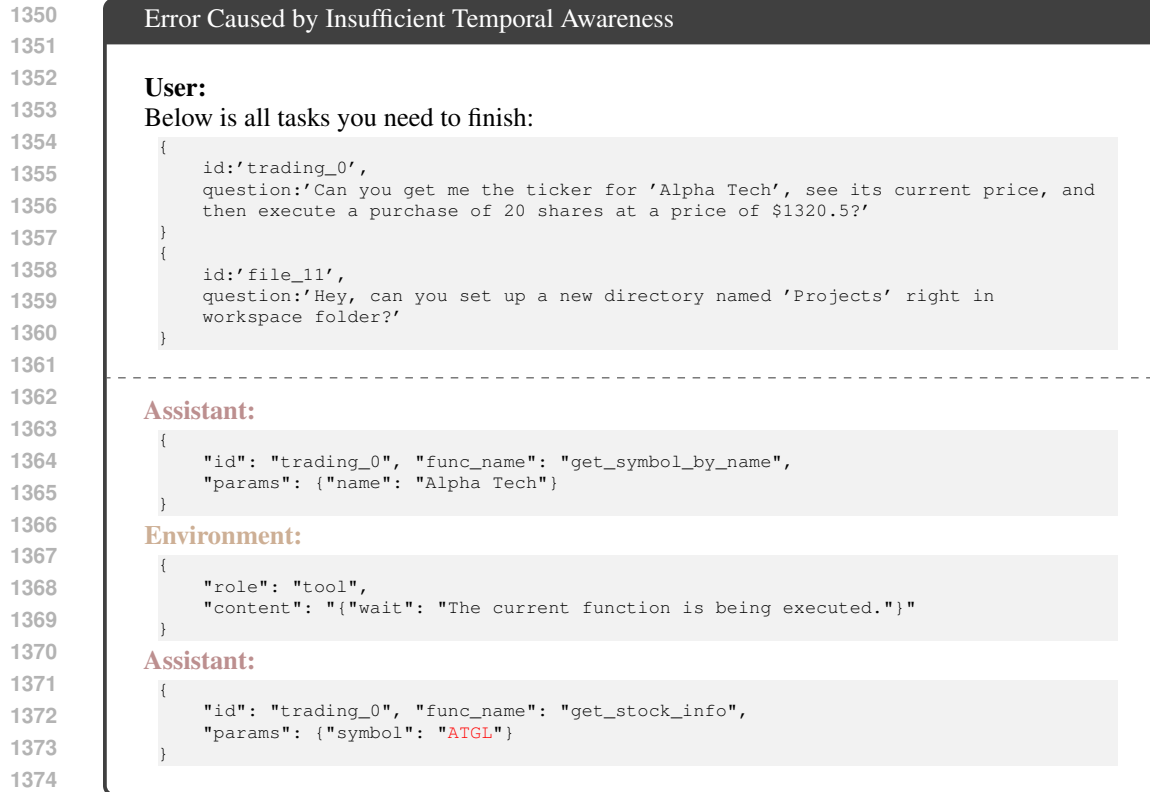 1350
1351
1352
1353
1354
1355
1356
1357
1358
1359
1360
1361
1362
1363
1364
1365
1366
1367
1368
1369
1370
1371
1372
1373
1374
Error Caused by Insufficient Temporal Awareness
User:
Below is all tasks you need to finish:
{
id:'trading_0',
question:'Can you get me the ticker for 'Alpha Tech', see its current price, and
then execute a purchase of 20 shares at a price of $1320.5?'
}
{
id:'file_11',
question:'Hey, can you set up a new directory named 'Projects' right in
workspace folder?'
}
Assistant:
{
"id": "trading_0", "func_name": "get_symbol_by_name",
"params": {"name": "Alpha Tech"}
}
Environment:
{
"role": "tool",
"content": "{"wait": "The current function is being executed."}"
}
Assistant:
{
"id": "trading_0", "func_name": "get_stock_info",
"params": {"symbol": "ATGL"}
}